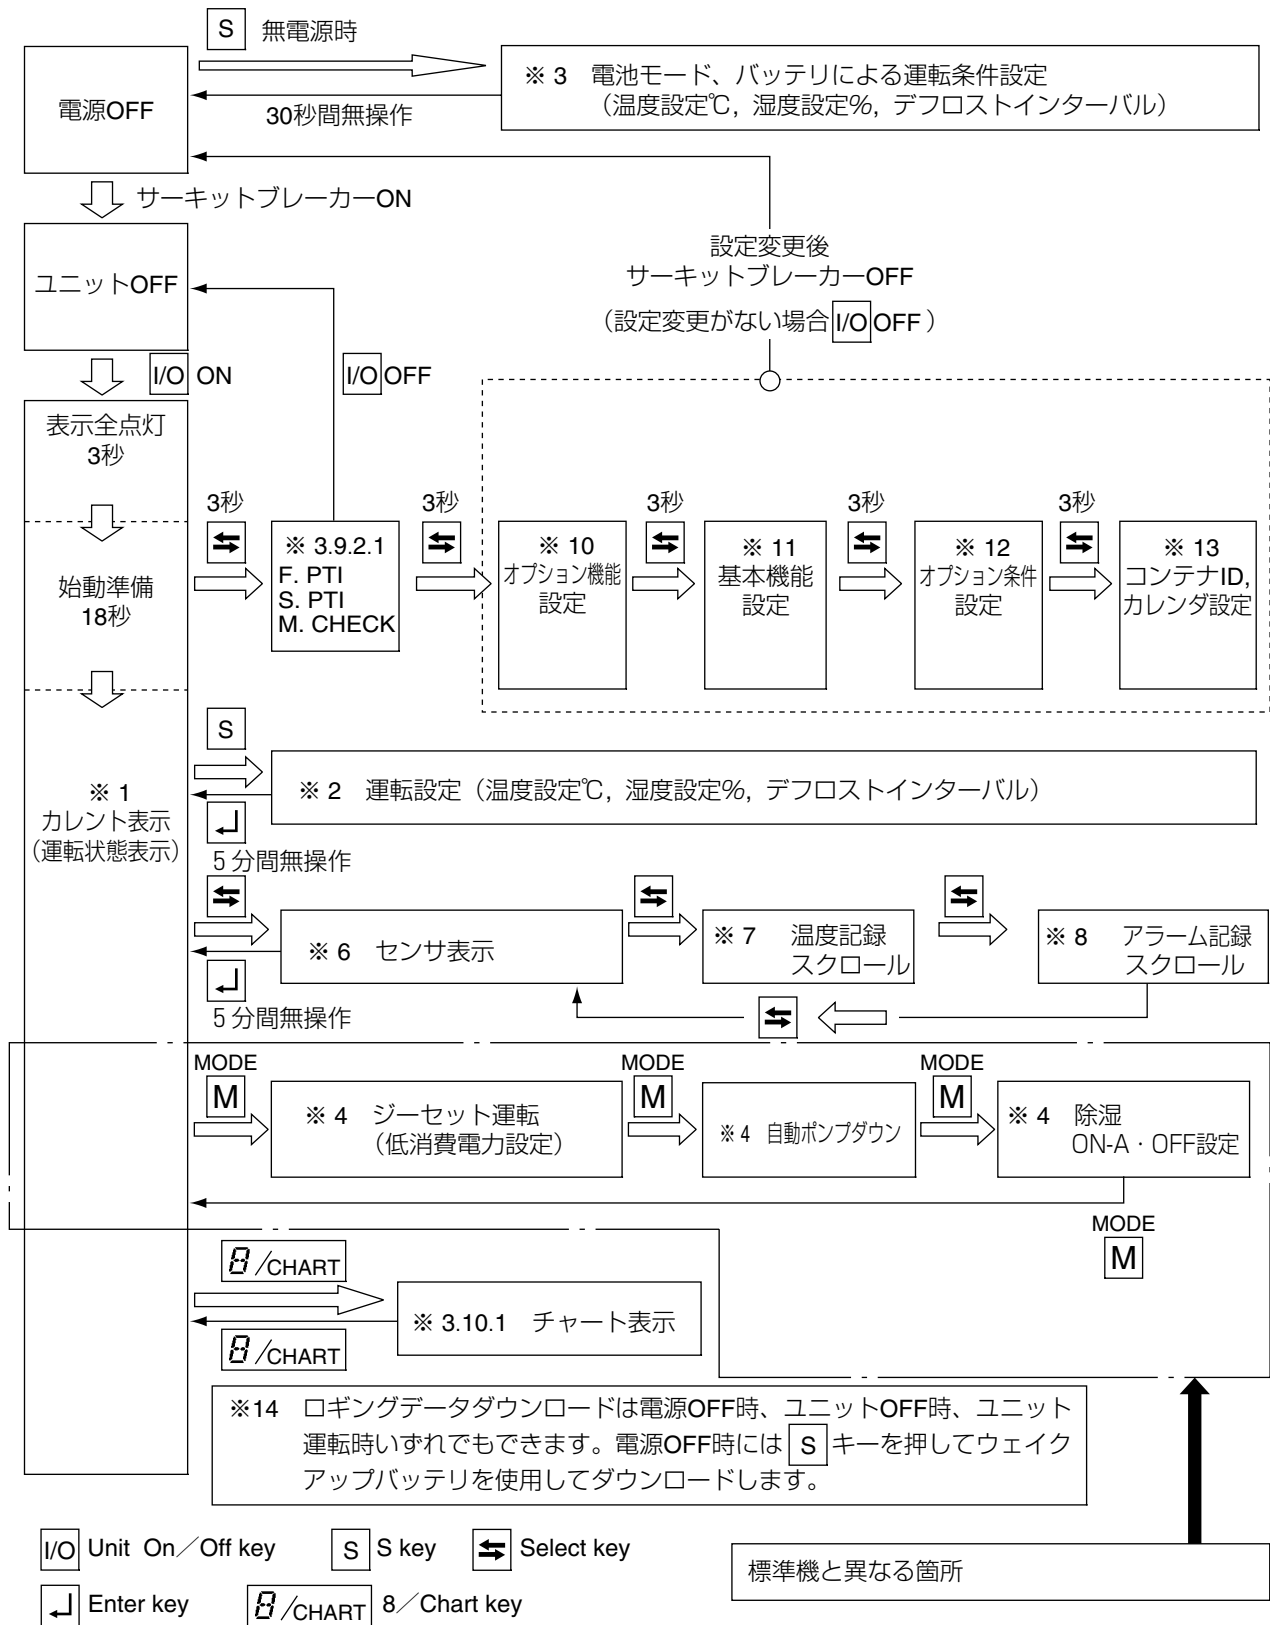 S 無電源時
電源OFF
※ 3 電池モード、バッテリによる運転条件設定
(温度設定℃, 湿度設定%, デフロストインターバル)
30秒間無操作
サーキットブレーカーON
ユニットOFF
設定変更後
サーキットブレーカーOFF
(設定変更がない場合 I/O OFF )
I/O ON
I/O OFF
表示全点灯
3秒
始動準備
18秒
3秒
※ 3.9.2.1
F. PTI
S. PTI
M. CHECK
3秒
※ 10
オプション機能
設定
3秒
※ 11
基本機能
設定
3秒
※ 12
オプション条件
設定
3秒
※ 13
コンテナID,
カレンダ設定
※ 1
カレント表示
(運転状態表示)
S
※ 2 運転設定(温度設定℃, 湿度設定%, デフロストインターバル)
5分間無操作
※ 6 センサ表示
※ 7 温度記録
スクロール
※ 8 アラーム記録
スクロール
5分間無操作
MODE
M
※ 4 ジーセット運転
(低消費電力設定)
MODE
M
※ 4 自動ポンプダウン
MODE
M
※ 4 除湿
ON-A・OFF設定
MODE
M
8/CHART
※ 3.10.1 チャート表示
8/CHART
※14 ロギングデータダウンロードは電源OFF時、ユニットOFF時、ユニット
運転時いずれでもできます。電源OFF時には S キーを押してウェイク
アップバッテリを使用してダウンロードします。
I/O Unit On/Off key
S S key
Select key
標準機と異なる箇所
Enter key
8/CHART 8/Chart key